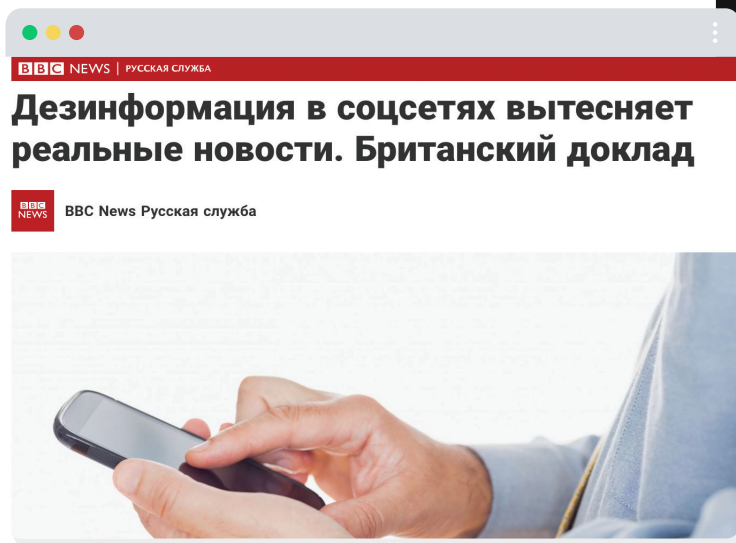 BBC NEWS | РУССКАЯ СЛУЖБА
Дезинформация в соцсетях вытесняет
реальные новости. Британский доклад
BBC
NEWS
BBC News Русская служба